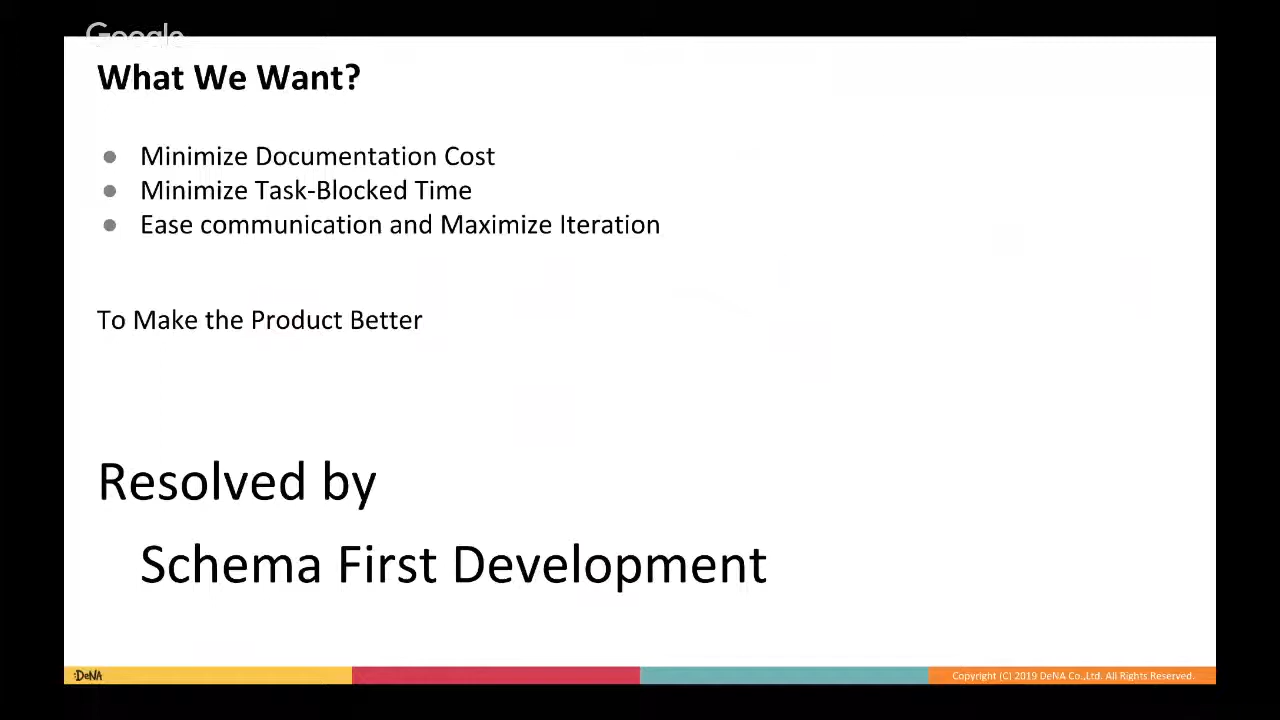 Google
What We Want?
● Minimize Documentation Cost
● Minimize Task-Blocked Time
● Ease communication and Maximize Iteration
To Make the Product Better
Resolved by
Schema First Development
:DeNA
Copyright (C) 2019 DeNA Co.,Ltd. All Rights Reserved.